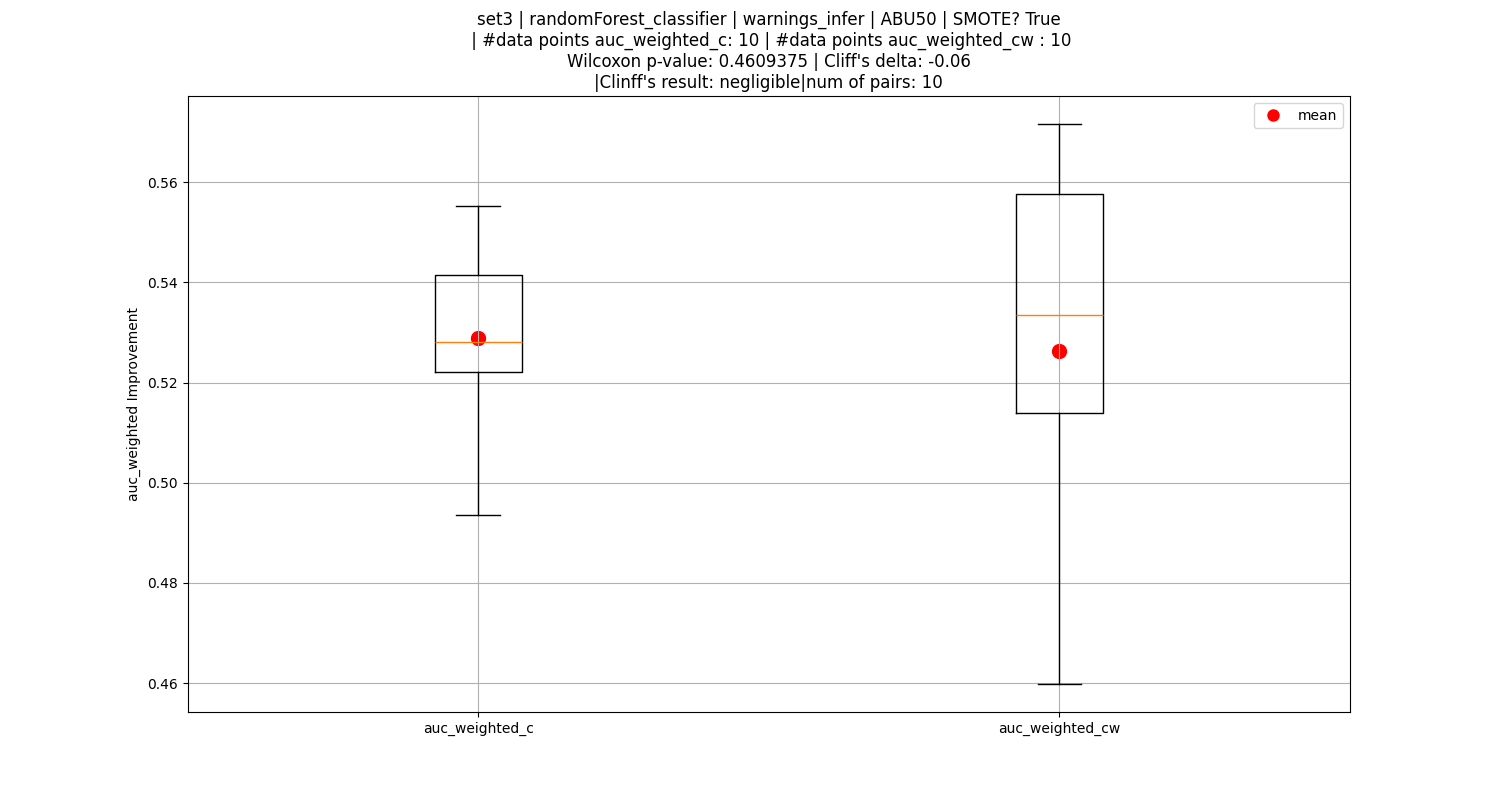 set3 | randomForest_classifier | warnings_infer | ABU50 | SMOTE? True
| #data points auc_weighted_c: 10 | #data points auc_weighted_cw : 10
Wilcoxon p-value: 0.4609375 | Cliff's delta: -0.06
|Clinff's result: negligible|num of pairs: 10
mean
auc_weighted Improvement
0.56
0.54
0.52
0.50
0.48
0.46
auc_weighted_c
auc_weighted_cw